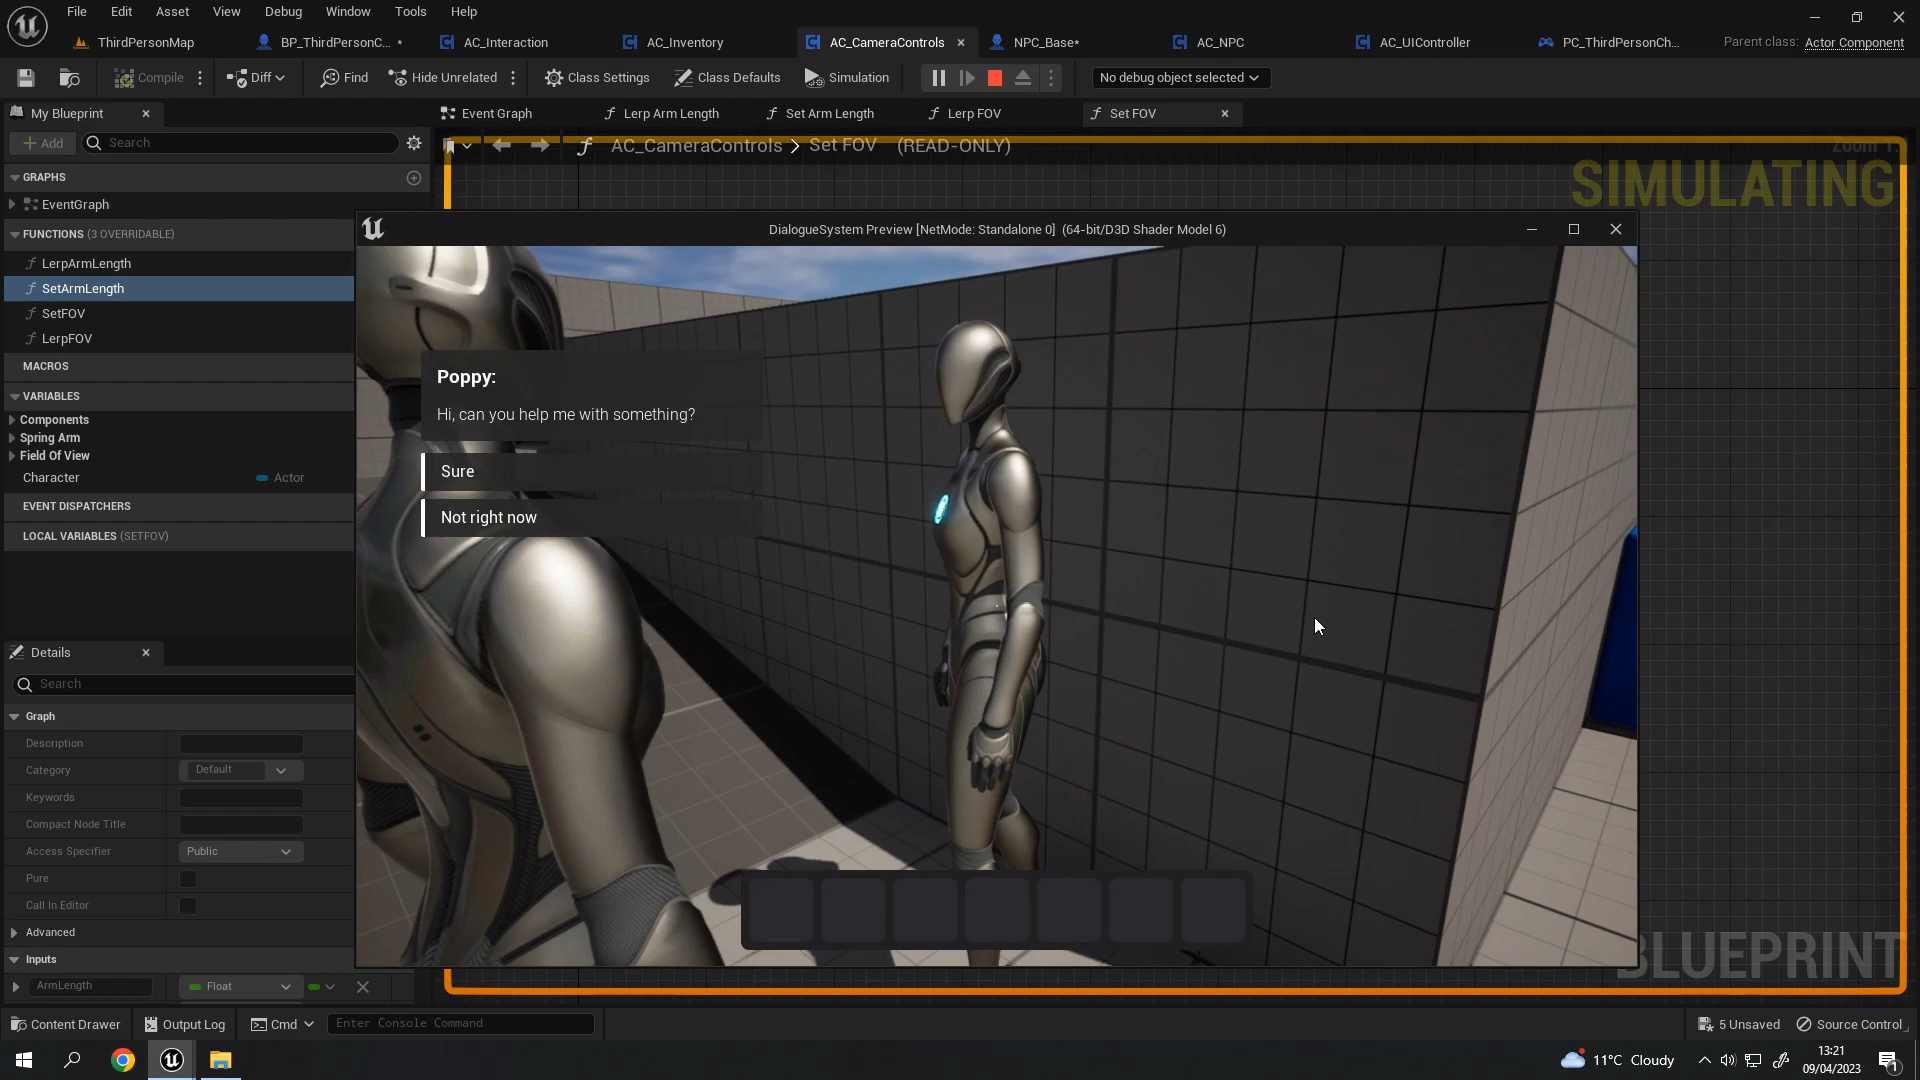 File Edit Asset View Debug Window Tools Help
ThirdPersonMap BP_ThirdPersonC... * AC_Interaction AC_Inventory AC_CameraControls NPC_Base* AC_NPC AC_UIController PC_ThirdPersonCh... Parent class: Actor Component
Compile Diff Find Hide Unrelated Class Settings Class Defaults Simulation No debug object selected
My Blueprint Event Graph Lerp Arm Length Set Arm Length Lerp FOV Set FOV
Add Search AC_CameraControls > Set FOV (READ-ONLY)
SIMULATING
GRAPHS
EventGraph
FUNCTIONS (3 OVERRIDABLE)
LerpArmLength
SetArmLength
SetFOV
LerpFOV
MACROS
VARIABLES
Components
Spring Arm
Field Of View
Character Actor
EVENT DISPATCHERS
LOCAL VARIABLES (SETFOV)
DialogueSystem Preview [NetMode: Standalone 0] (64-bit/D3D Shader Model 6)
Poppy:
Hi, can you help me with something?
Sure
Not right now
Details
Search
Graph
Description
Category Default
Keywords
Compact Node Title
Access Specifier Public
Pure
Call In Editor
Advanced
Inputs
ArmLength Float
BLUEPRINT
Content Drawer Output Log Cmd Enter Console Command 5 Unsaved Source Control
11°C Cloudy 13:21
09/04/2023 1